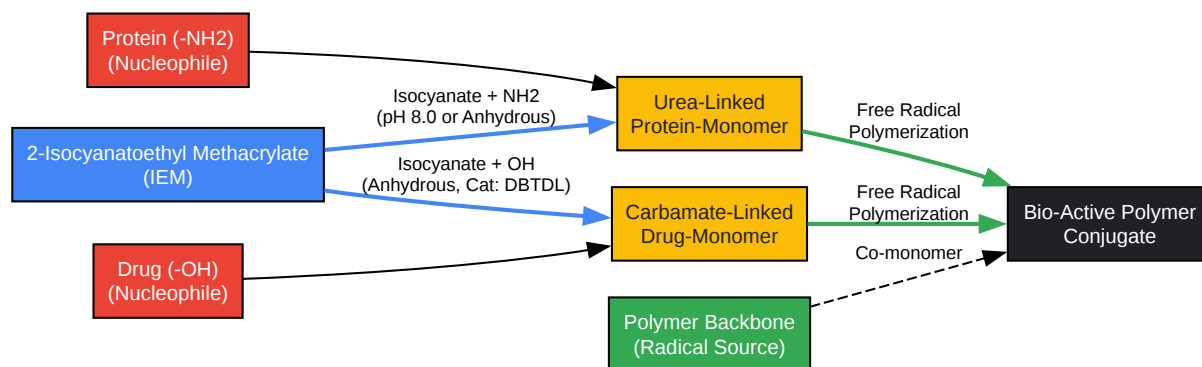 Protein (-NH2)
(Nucleophile)
Isocyanate + NH2
(pH 8.0 or Anhydrous)
Urea-Linked
Protein-Monomer
Free Radical
Polymerization
2-Isocyanatoethyl Methacrylate
(IEM)
Isocyanate + OH
(Anhydrous, Cat: DBTDL)
Carbamate-Linked
Drug-Monomer
Free Radical
Polymerization
Bio-Active Polymer
Conjugate
Drug (-OH)
(Nucleophile)
Co-monomer
Polymer Backbone
(Radical Source)